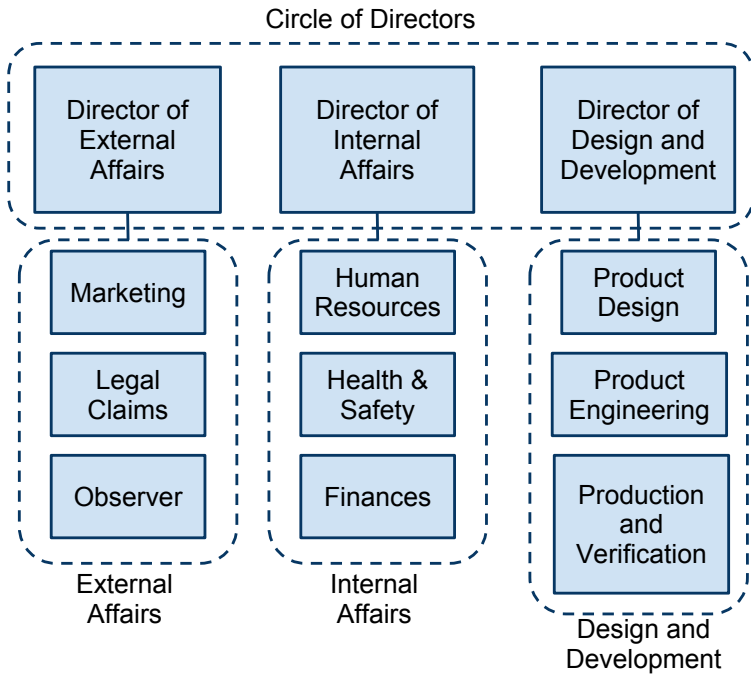 Circle of Directors
Director of
External
Affairs
Director of
Internal
Affairs
Director of
Design and
Development
Marketing
Legal
Claims
Observer
External
Affairs
Human
Resources
Health &
Safety
Finances
Internal
Affairs
Product
Design
Product
Engineering
Production
and
Verification
Design and
Development